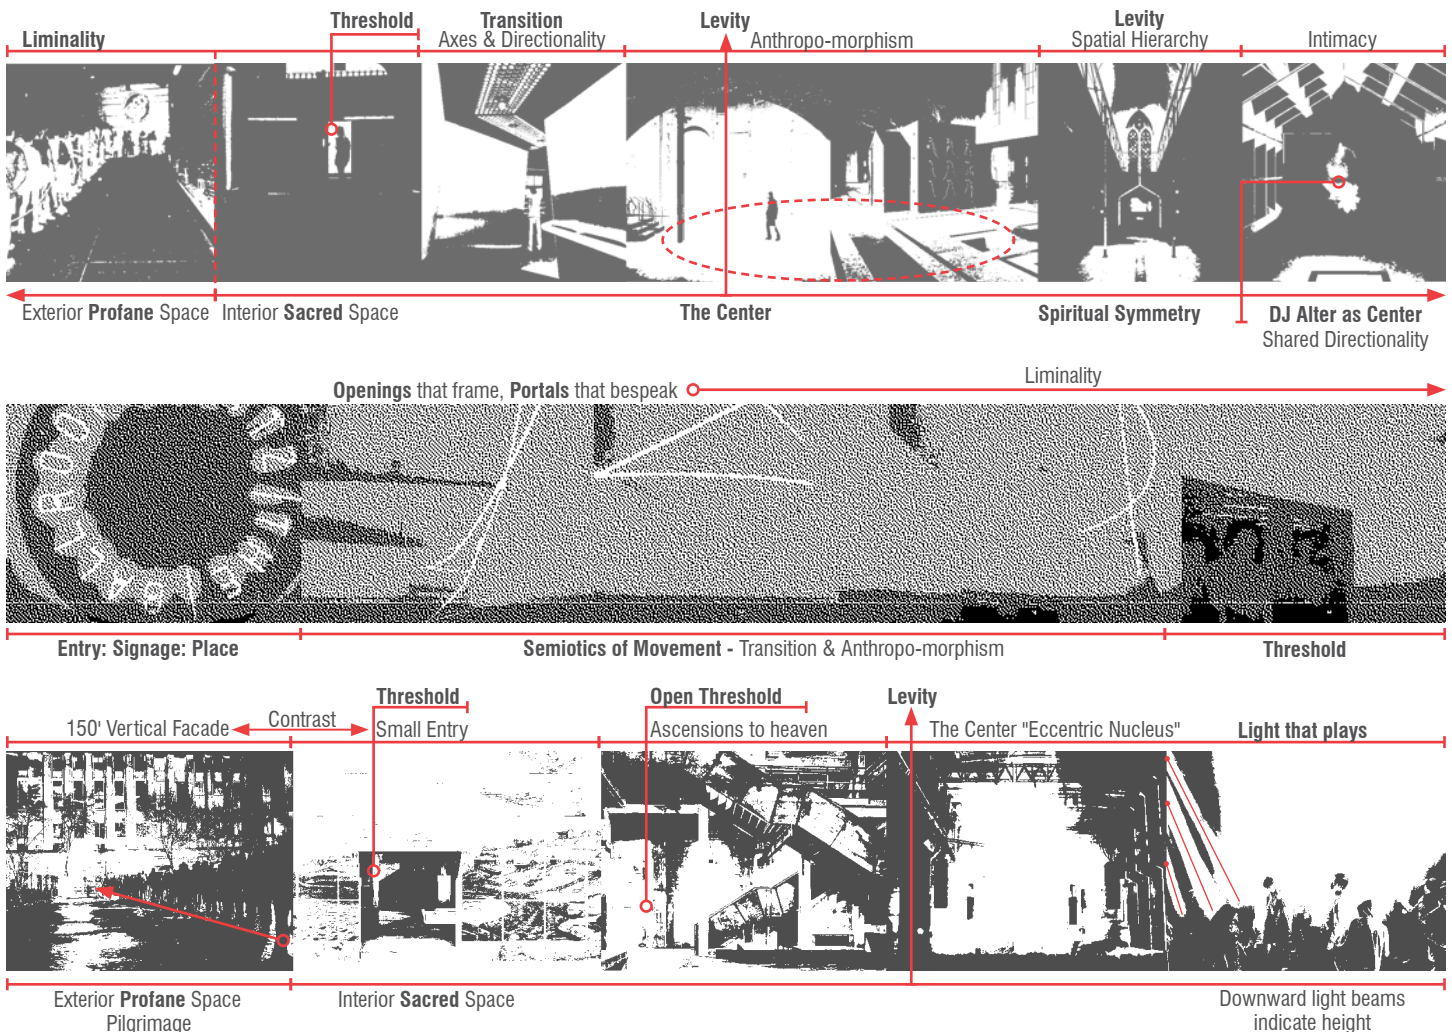 Liminality
Threshold
Transition
Axes & Directionality
Levity
Anthropo-morphism
Levity
Spatial Hierarchy
Intimacy
Exterior Profane Space
Interior Sacred Space
The Center
Spiritual Symmetry
DJ Alter as Center
Shared Directionality
Openings that frame, Portals that bespeak
Liminality
Entry: Signage: Place
Semiotics of Movement - Transition & Anthropo-morphism
Threshold
150' Vertical Facade
Contrast
Threshold
Small Entry
Open Threshold
Ascensions to heaven
Levity
The Center "Eccentric Nucleus"
Light that plays
Exterior Profane Space
Pilgrimage
Interior Sacred Space
Downward light beams
indicate height